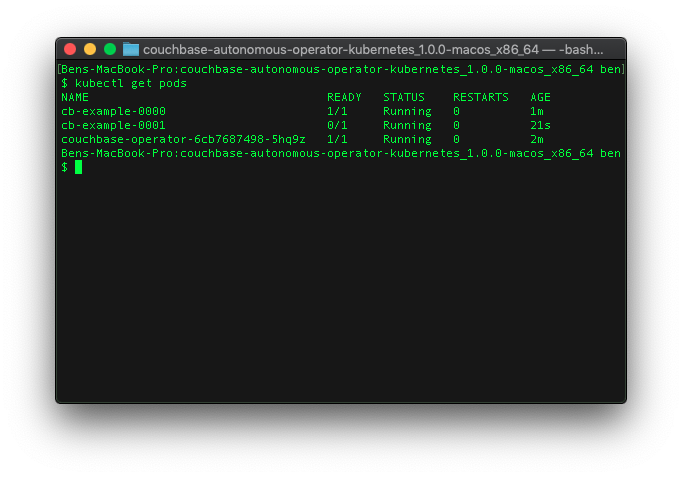 couchbase-autonomous-operator-kubernetes_1.0.0-macos_x86_64 — -bash...
[Bens-MacBook-Pro:couchbase-autonomous-operator-kubernetes_1.0.0-macos_x86_64 ben]
$ kubectl get pods
NAME READY STATUS RESTARTS AGE
cb-example-0000 1/1 Running 0 1m
cb-example-0001 0/1 Running 0 21s
couchbase-operator-6cb7687498-5hq9z 1/1 Running 0 2m
Bens-MacBook-Pro:couchbase-autonomous-operator-kubernetes_1.0.0-macos_x86_64 ben
$